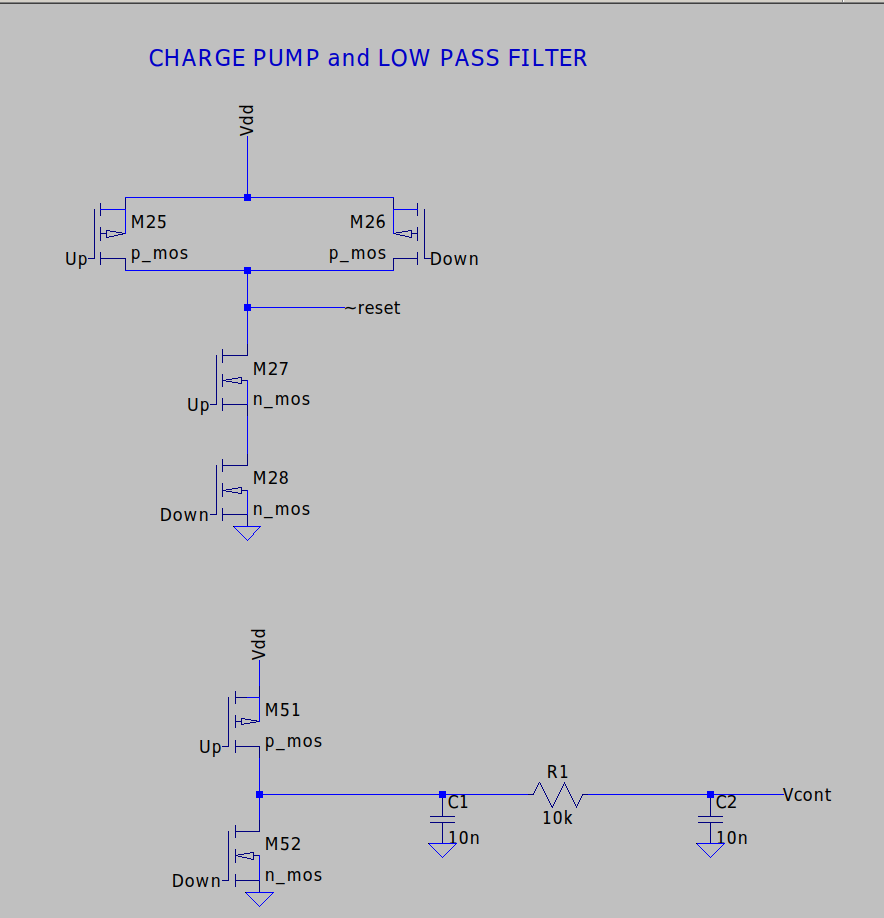 CHARGE PUMP and LOW PASS FILTER
Vdd
M25
M26
Up
p_mos
p_mos
Down
~reset
M27
Up
n_mos
M28
Down
n_mos
Vdd
M51
Up
p_mos
R1
C1
C2
Vcont
10k
10n
10n
M52
Down
n_mos